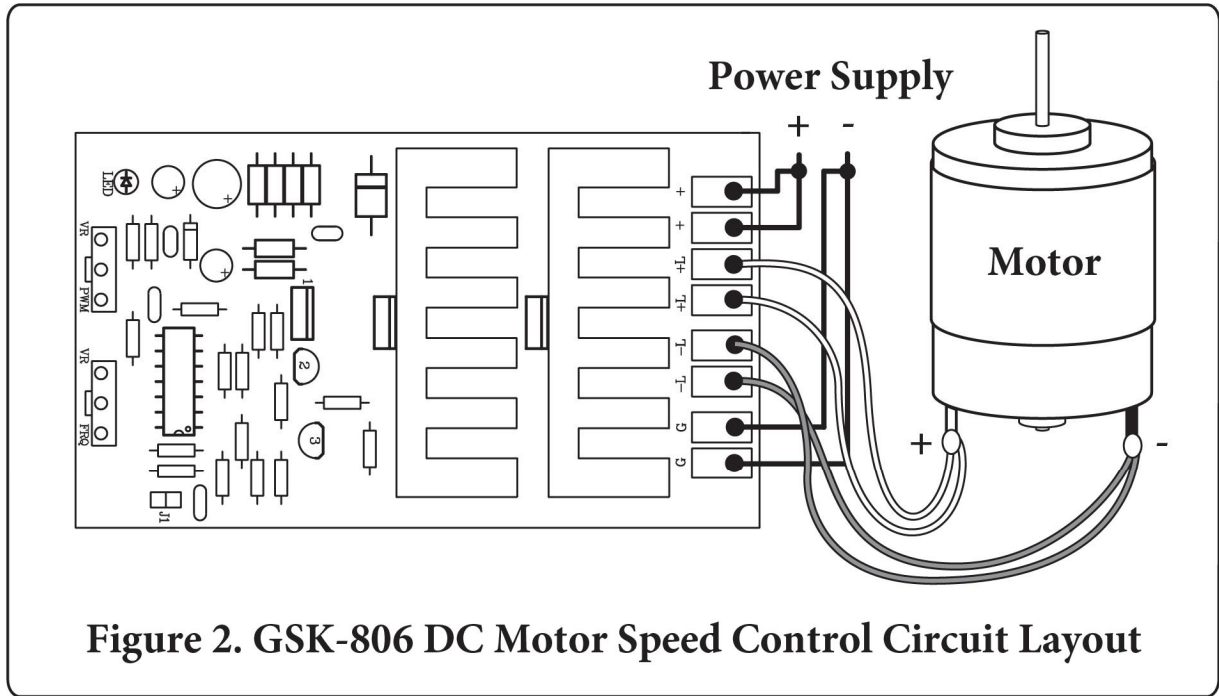 Power Supply
+ -
LED
+
+
VR
PWM
VR
FRQ
J1
1
2
3
+
+
+L
+L
-L
-L
G
G
Motor
+
-
Figure 2. GSK-806 DC Motor Speed Control Circuit Layout